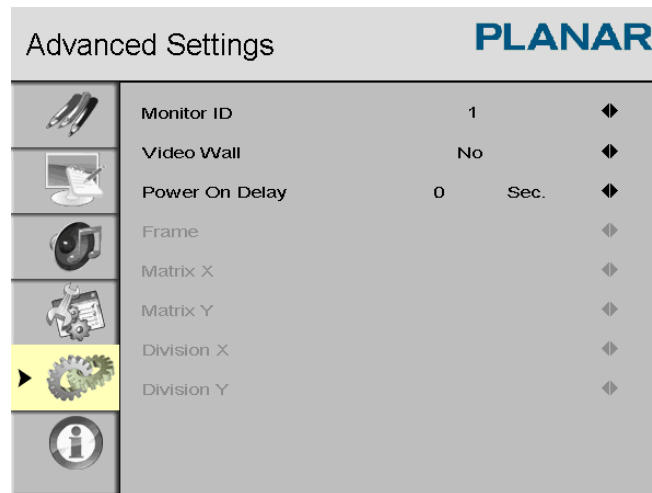 Advanced Settings
PLANAR
Monitor ID 1
Video Wall No
Power On Delay 0 Sec.
Frame
Matrix X
Matrix Y
Division X
Division Y